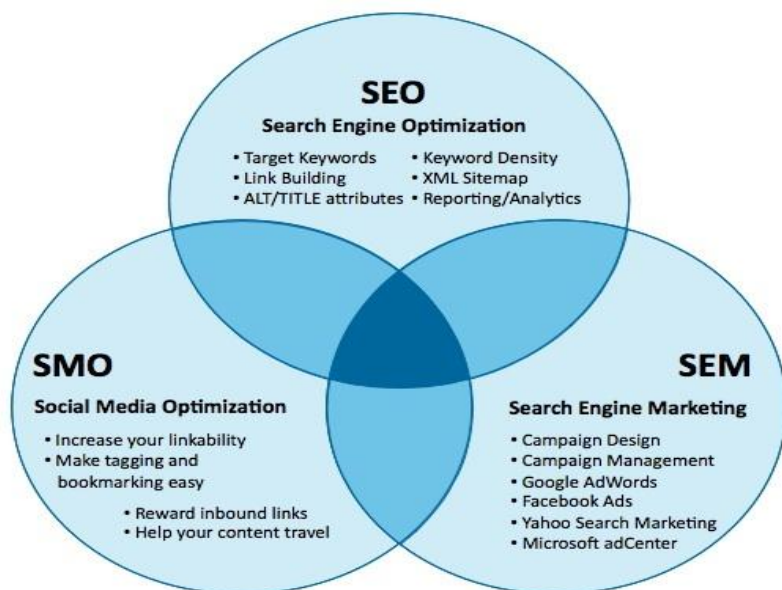 SEO
Search Engine Optimization
• Target Keywords • Keyword Density
• Link Building • XML Sitemap
• ALT/TITLE attributes • Reporting/Analytics
SMO
Social Media Optimization
• Increase your linkability
• Make tagging and
bookmarking easy
• Reward inbound links
• Help your content travel
SEM
Search Engine Marketing
• Campaign Design
• Campaign Management
• Google AdWords
• Facebook Ads
• Yahoo Search Marketing
• Microsoft adCenter